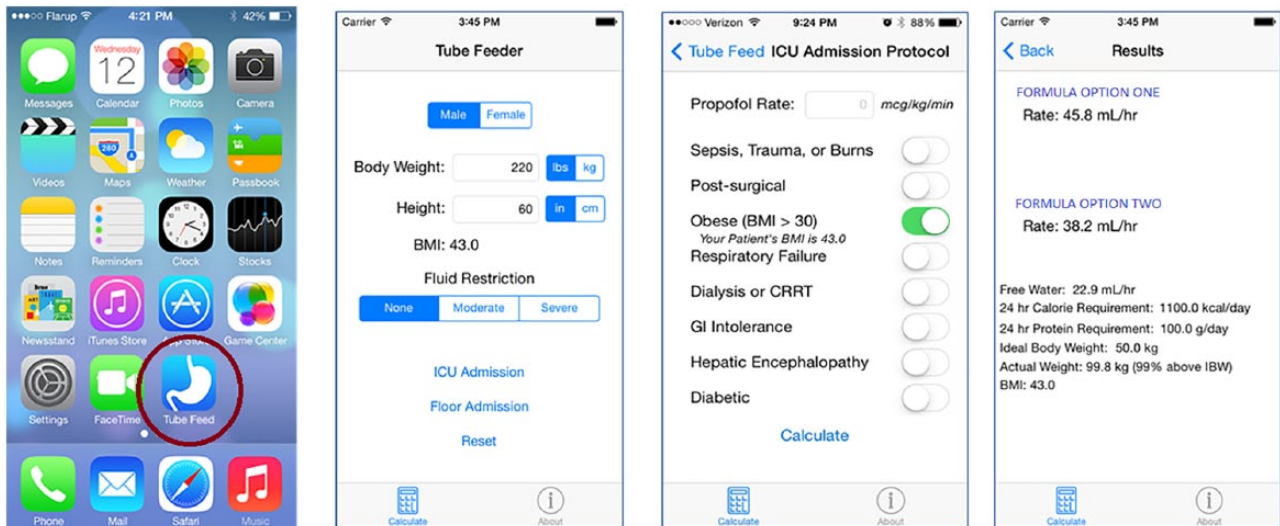 Flarup 4:21 PM 42%
Wednesday
12
Messages Calendar Photos Camera
280
Videos Maps Weather Passbook
Notes Reminders Clock Stocks
Newsstand iTunes Store App Store Game Center
Settings FaceTime Tube Feed
Phone Mail Safari Music
Carrier 3:45 PM
Tube Feeder
Male Female
Body Weight: 220 lbs kg
Height: 60 in cm
BMI: 43.0
Fluid Restriction
None Moderate Severe
ICU Admission
Floor Admission
Reset
Calculate About
Verizon 9:24 PM 88%
Tube Feed ICU Admission Protocol
Propofol Rate: 0 mcg/kg/min
Sepsis, Trauma, or Burns
Post-surgical
Obese (BMI > 30)
Your Patient's BMI is 43.0
Respiratory Failure
Dialysis or CRRT
GI Intolerance
Hepatic Encephalopathy
Diabetic
Calculate
Calculate About
Carrier 3:45 PM
Back Results
FORMULA OPTION ONE
Rate: 45.8 mL/hr
FORMULA OPTION TWO
Rate: 38.2 mL/hr
Free Water: 22.9 mL/hr
24 hr Calorie Requirement: 1100.0 kcal/day
24 hr Protein Requirement: 100.0 g/day
Ideal Body Weight: 50.0 kg
Actual Weight: 99.8 kg (99% above IBW)
BMI: 43.0
Calculate About